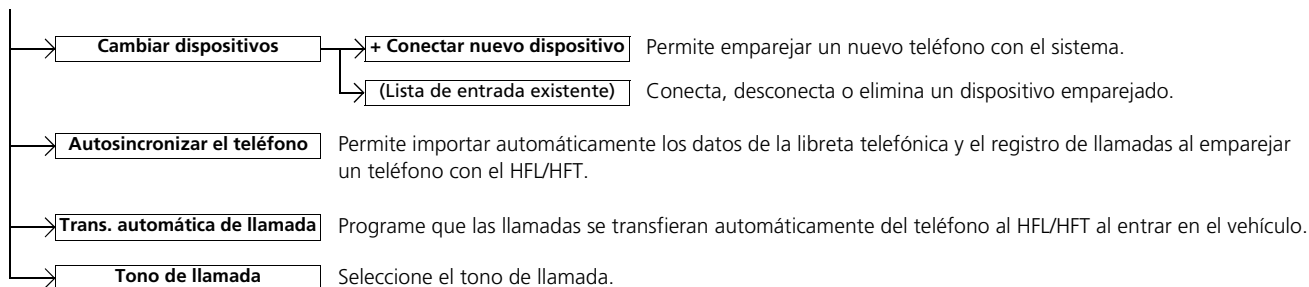 Cambiar dispositivos
+ Conectar nuevo dispositivo
Permite emparejar un nuevo teléfono con el sistema.
(Lista de entrada existente)
Conecta, desconecta o elimina un dispositivo emparejado.
Autosincronizar el teléfono
Permite importar automáticamente los datos de la libreta telefónica y el registro de llamadas al emparejar
un teléfono con el HFL/HFT.
Trans. automática de llamada
Programe que las llamadas se transfieran automáticamente del teléfono al HFL/HFT al entrar en el vehículo.
Tono de llamada
Seleccione el tono de llamada.